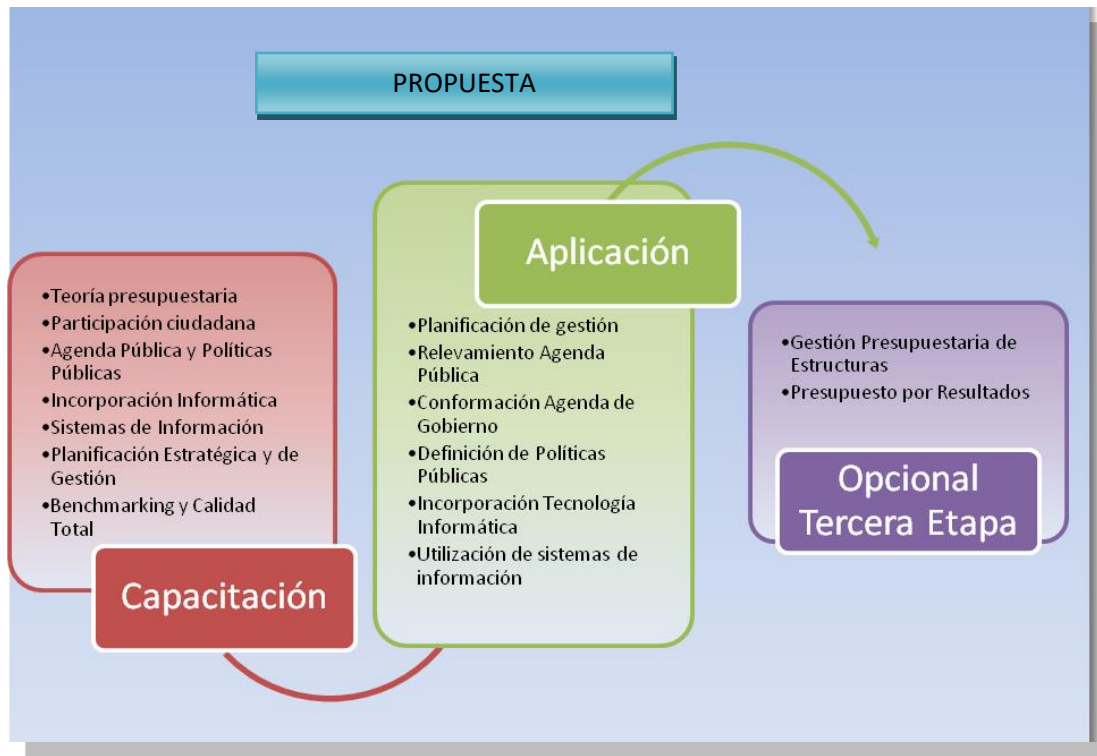 PROPUESTA
•Teoría presupuestaria
•Participación ciudadana
•Agenda Pública y Políticas
Públicas
•Incorporación Informática
•Sistemas de Información
•Planificación Estratégica y de
Gestión
•Benchmarking y Calidad
Total
Capacitación
Aplicación
•Planificación de gestión
•Relevamiento Agenda
Pública
•Conformación Agenda de
Gobierno
•Definición de Políticas
Públicas
•Incorporación Tecnología
Informática
•Utilización de sistemas de
información
•Gestión Presupuestaria de
Estructuras
•Presupuesto por Resultados
Opcional
Tercera Etapa